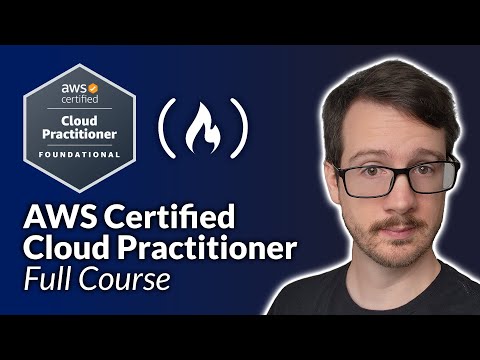 aws
certified
Cloud
Practitioner
FOUNDATIONAL
AWS Certified
Cloud Practitioner
Full Course